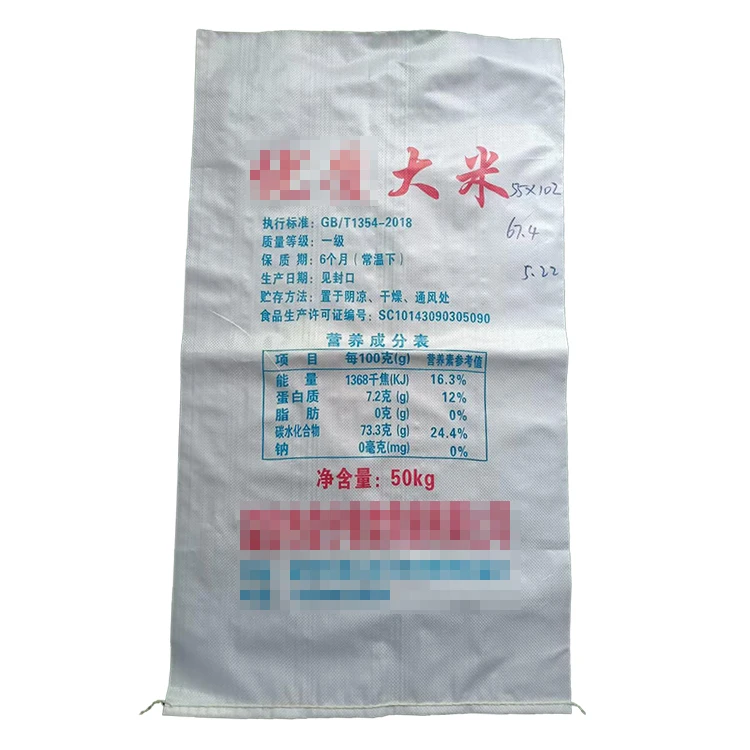 大米
55×102
执行标准：GB/T1354-2018
67.4
质量等级：一级
保 质 期：6个月（常温下）
生产日期：见封口
5.22
贮存方法：置于阴凉、干燥、通风处
食品生产许可证编号：SC10143090305090
营养成分表
项 目 每100克(g) 营养素参考值
能 量 1368千焦(KJ) 16.3%
蛋白质 7.2克 (g) 12%
脂 肪 0克 (g) 0%
碳水化合物 73.3克 (g) 24.4%
钠 0毫克(mg) 0%
净含量：50kg